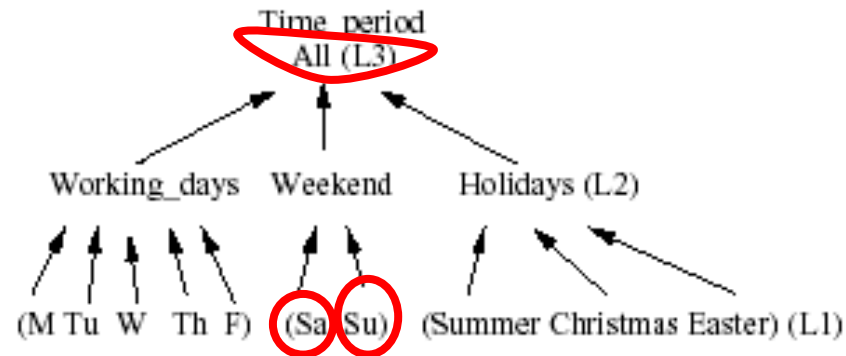 Time_period
All (L3)
Working_days Weekend Holidays (L2)
(M Tu W Th F) (Sa Su) (Summer Christmas Easter) (L1)